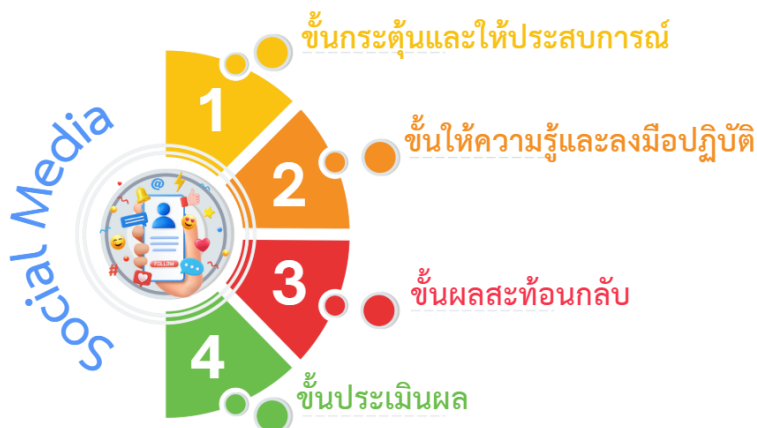 Social Media
1
ขั้นกระตุ้นและให้ประสบการณ์
2
ขั้นให้ความรู้และลงมือปฏิบัติ
3
ขั้นผลสะท้อนกลับ
4
ขั้นประเมินผล
@
#
FOLLOW